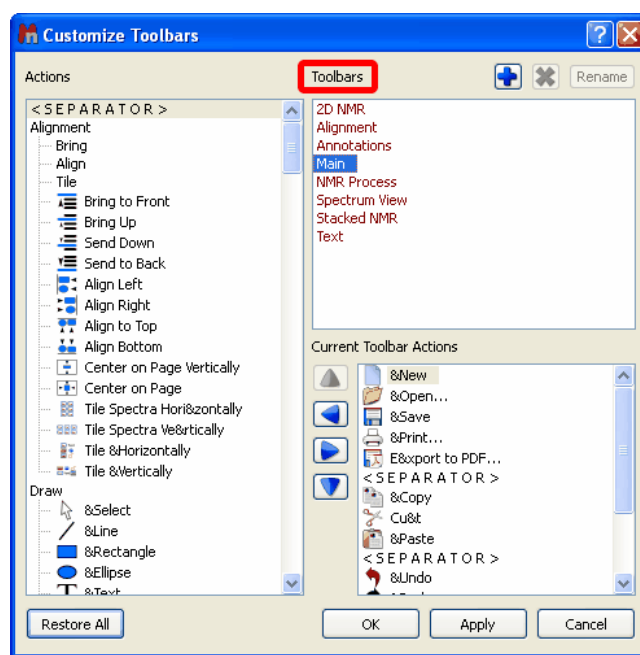 Customize Toolbars
Actions
Toolbars
Rename
<SEPARATOR>
Alignment
Bring
Align
Tile
Bring to Front
Bring Up
Send Down
Send to Back
Align Left
Align Right
Align to Top
Align Bottom
Center on Page Vertically
Center on Page
Tile Spectra Hori&zontally
Tile Spectra Ve&rtically
Tile &Horizontally
Tile &Vertically
Draw
&Select
&Line
&Rectangle
&Ellipse
&Text
2D NMR
Alignment
Annotations
Main
NMR Process
Spectrum View
Stacked NMR
Text
Current Toolbar Actions
&New
&Open...
&Save
&Print...
E&xport to PDF...
<SEPARATOR>
&Copy
Cu&t
&Paste
<SEPARATOR>
&Undo
Restore All
OK
Apply
Cancel